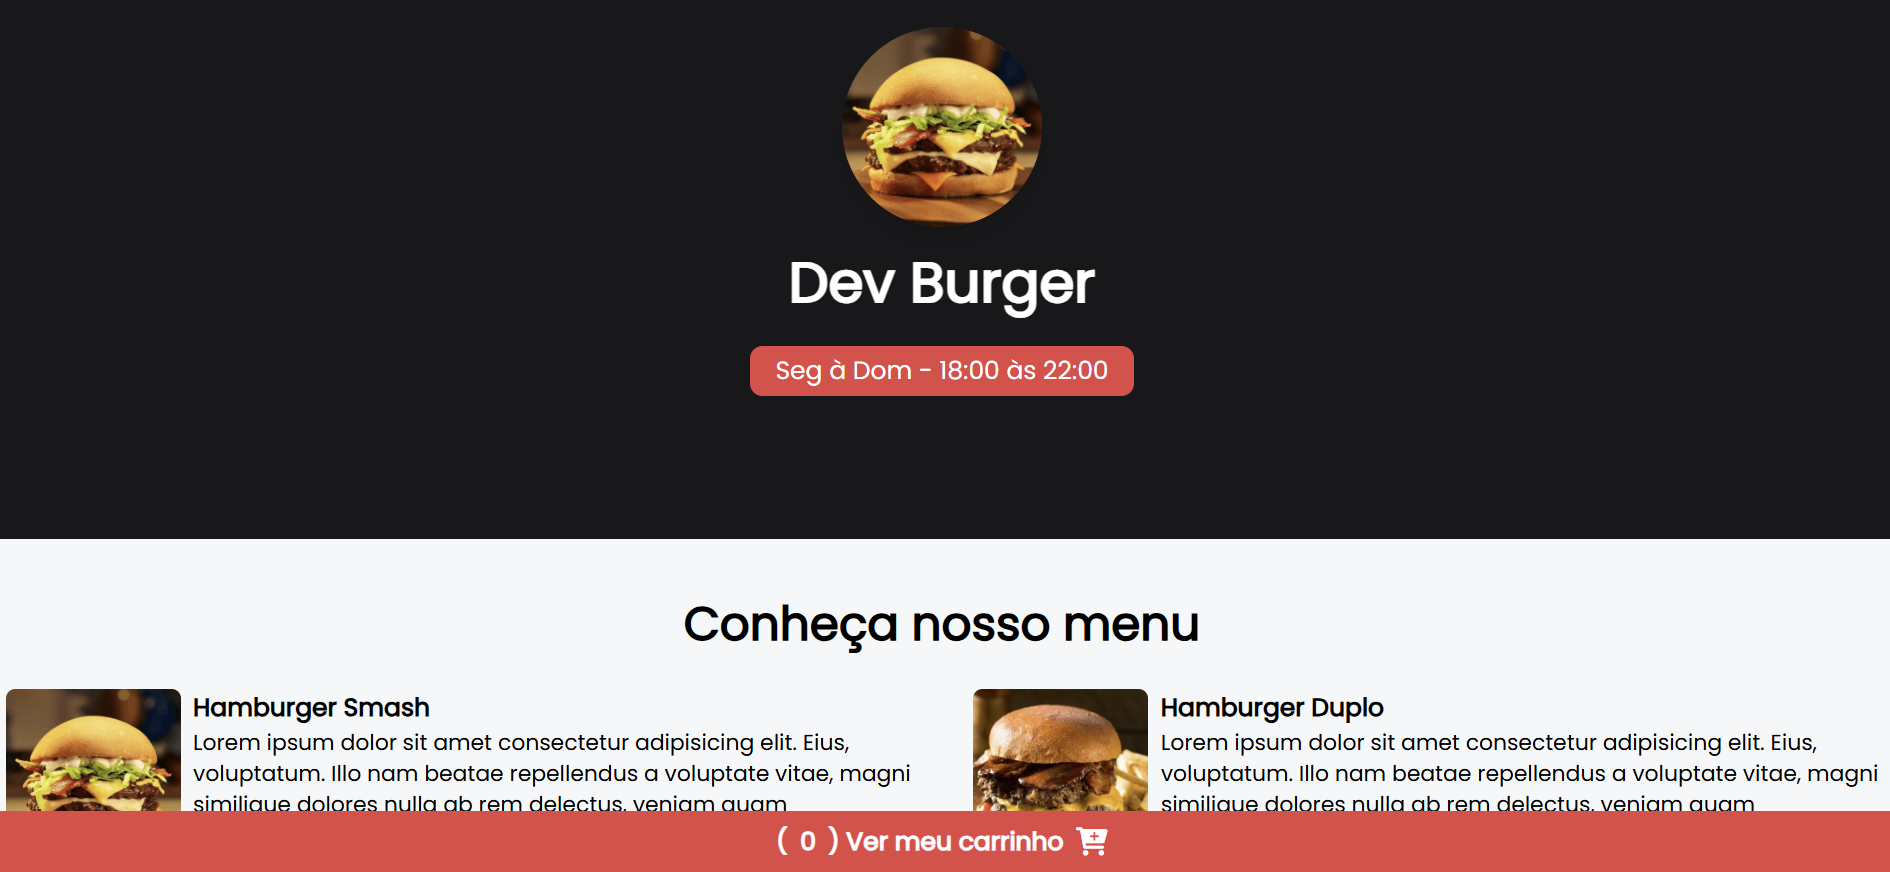 Dev Burger
Seg à Dom - 18:00 às 22:00
Conheça nosso menu
Hamburger Smash
Lorem ipsum dolor sit amet consectetur adipisicing elit. Eius,
voluptatum. Illo nam beatae repellendus a voluptate vitae, magni
similique dolores nulla ab rem delectus, veniam quam
Hamburger Duplo
Lorem ipsum dolor sit amet consectetur adipisicing elit. Eius,
voluptatum. Illo nam beatae repellendus a voluptate vitae, magni
similique dolores nulla ab rem delectus, veniam quam
( 0 ) Ver meu carrinho